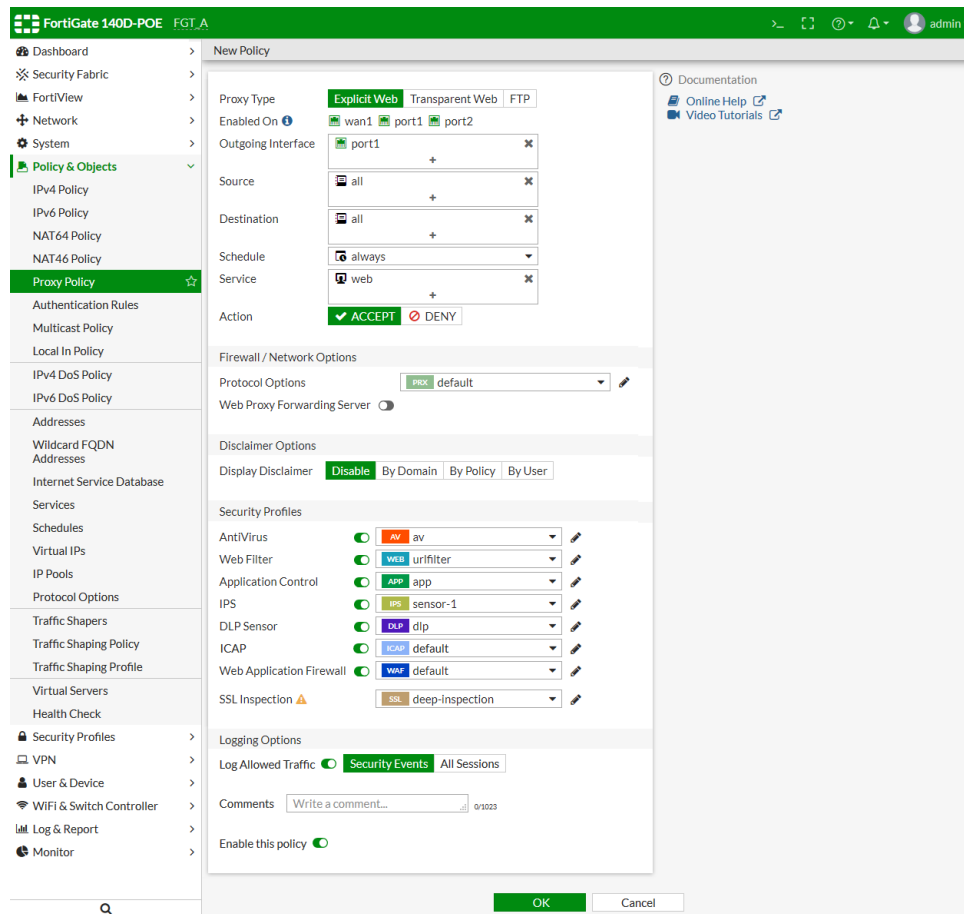 FortiGate 140D-POE FGT_A
>_ admin
Dashboard
Security Fabric
FortiView
Network
System
Policy & Objects
IPv4 Policy
IPv6 Policy
NAT64 Policy
NAT46 Policy
Proxy Policy
Authentication Rules
Multicast Policy
Local In Policy
IPv4 DoS Policy
IPv6 DoS Policy
Addresses
Wildcard FQDN
Addresses
Internet Service Database
Services
Schedules
Virtual IPs
IP Pools
Protocol Options
Traffic Shapers
Traffic Shaping Policy
Traffic Shaping Profile
Virtual Servers
Health Check
Security Profiles
VPN
User & Device
WiFi & Switch Controller
Log & Report
Monitor
New Policy
Proxy Type Explicit Web Transparent Web FTP
Enabled On wan1 port1 port2
Outgoing Interface port1
+
Source all
+
Destination all
+
Schedule always
Service web
+
Action ACCEPT DENY
Firewall / Network Options
Protocol Options PRX default
Web Proxy Forwarding Server
Disclaimer Options
Display Disclaimer Disable By Domain By Policy By User
Security Profiles
AntiVirus AV av
Web Filter WEB urlfilter
Application Control APP app
IPS IPS sensor-1
DLP Sensor DLP dlp
ICAP ICAP default
Web Application Firewall WAF default
SSL Inspection SSL deep-inspection
Logging Options
Log Allowed Traffic Security Events All Sessions
Comments Write a comment... 0/1023
Enable this policy
OK Cancel
Documentation
Online Help
Video Tutorials